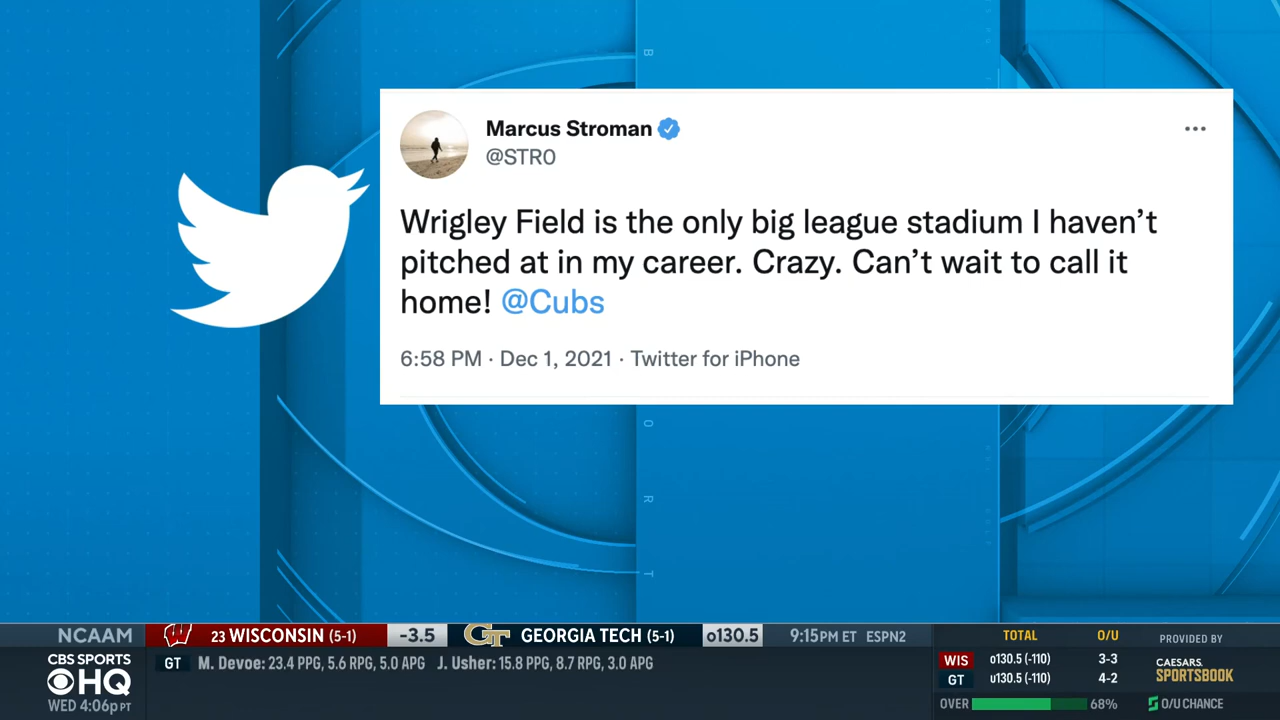 Marcus Stroman
@STR0
Wrigley Field is the only big league stadium I haven’t
pitched at in my career. Crazy. Can’t wait to call it
home! @Cubs
6:58 PM · Dec 1, 2021 · Twitter for iPhone
NCAAM
23 WISCONSIN (5-1)
-3.5
GT
GEORGIA TECH (5-1)
o130.5
9:15PM ET ESPN2
CBS SPORTS
HQ
WED 4:06p PT
GT M. Devoe: 23.4 PPG, 5.6 RPG, 5.0 APG J. Usher: 15.8 PPG, 8.7 RPG, 3.0 APG
TOTAL O/U
WIS o130.5 (-110) 3-3
GT u130.5 (-110) 4-2
OVER 68%
PROVIDED BY
CAESARS
SPORTSBOOK
O/U CHANCE